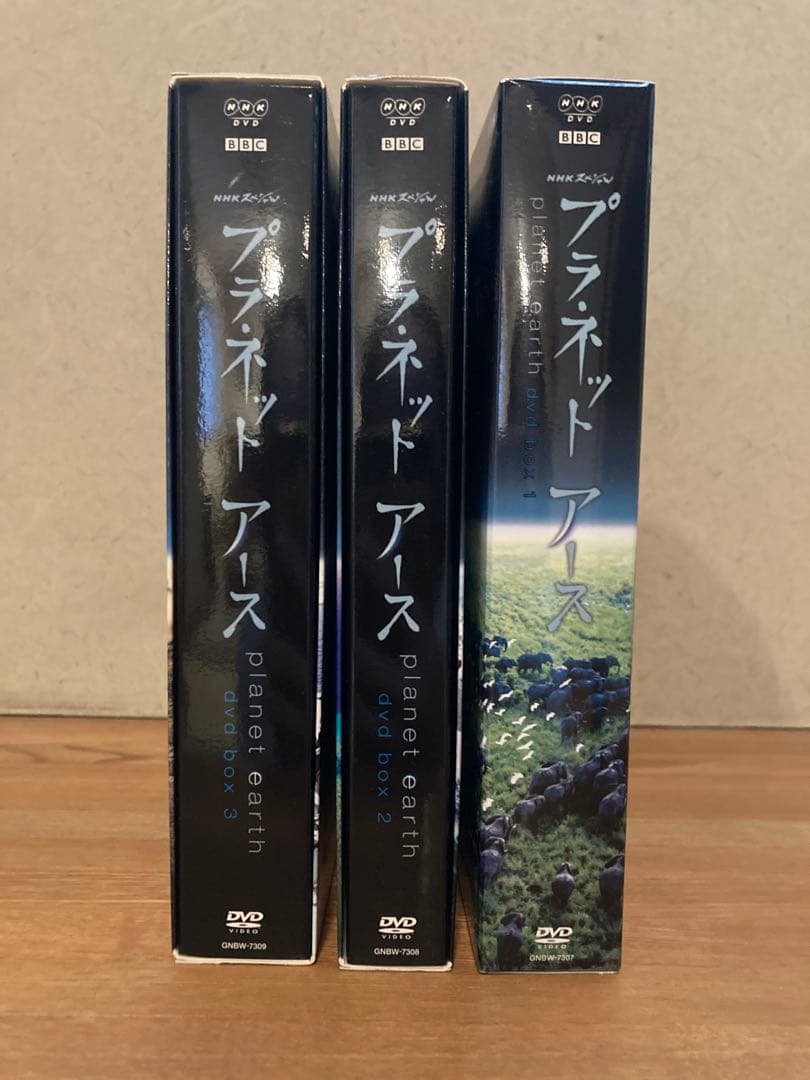 NHK
DVD
BBC
NHKスペシャル
プラネット アース
planet earth
dvd box 3
DVD
VIDEO
GNBW-7309
NHK
DVD
BBC
NHKスペシャル
プラネット アース
planet earth
dvd box 2
DVD
VIDEO
GNBW-7308
NHK
DVD
BBC
NHKスペシャル
プラネット アース
planet earth dvd box 1
DVD
VIDEO
GNBW-7307